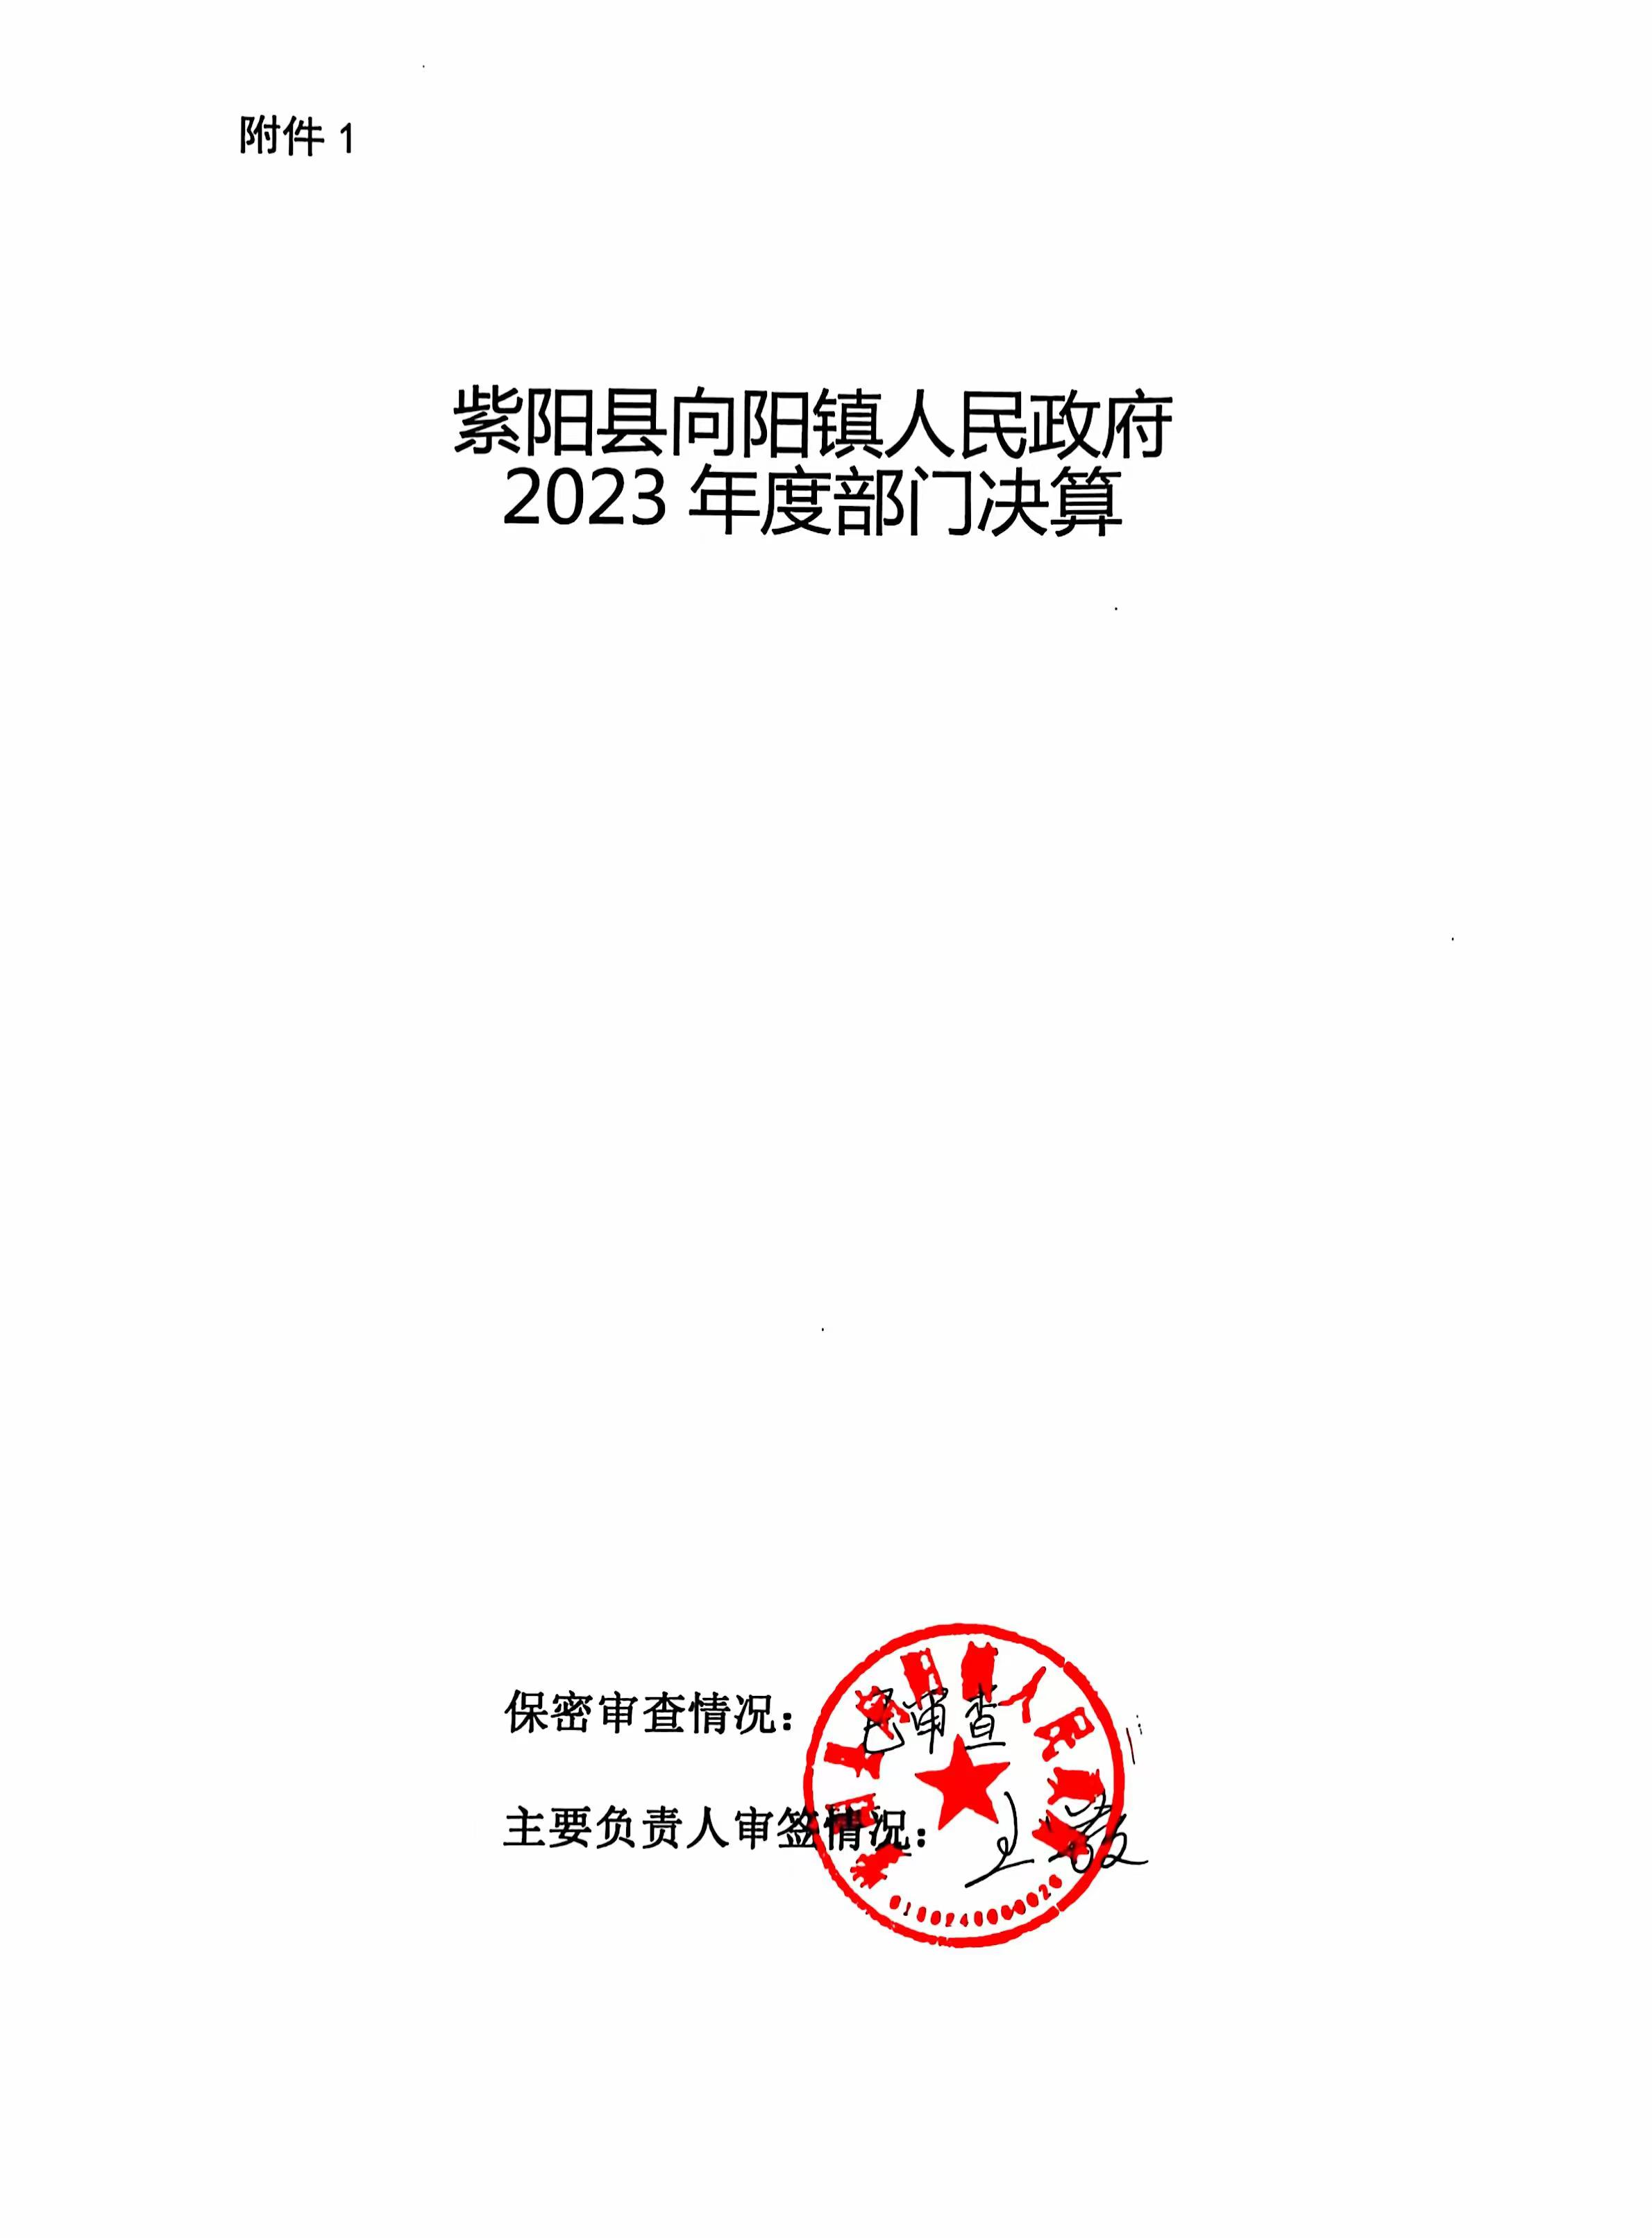 附件 1
紫阳县向阳镇人民政府
2023 年度部门决算
保密审查情况：已审查
主要负责人审签情况：